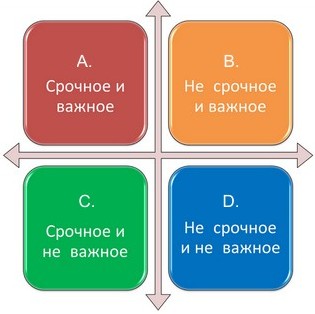 A.
Срочное и
важное
B.
Не срочное
и важное
C.
Срочное и
не важное
D.
Не срочное
и не важное